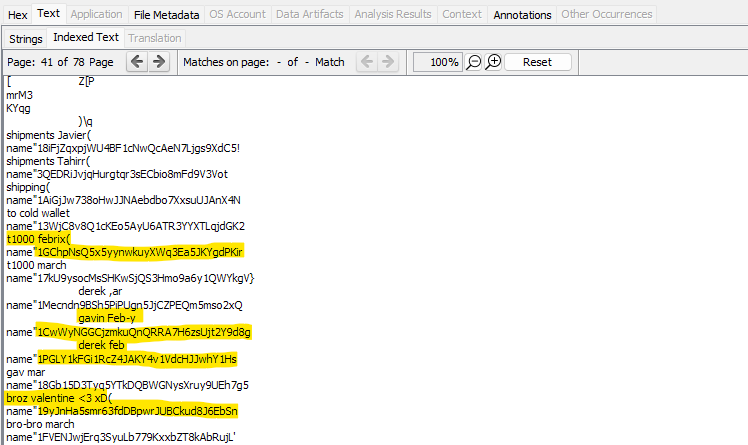 Hex Text Application File Metadata OS Account Data Artifacts Analysis Results Context Annotations Other Occurrences
Strings Indexed Text Translation
Page: 41 of 78 Page Matches on page: - of - Match 100% Reset
[ Z[P
mrM3
KYqg
)\q
shipments Javier(
name"18iFjZqxpjWU4BF1cNwQcAeN7Ljgs9XdC5!
shipments Tahirr(
name"3QEDRiJvjqHurgtqr3sECbio8mFd9V3Vot
shipping(
name"1AiGjJw738oHwJJNAebdbo7XxsuUJAnX4N
to cold wallet
name"13WjC8v8Q1cKEo5AyU6ATR3YYXTLqjdGK2
t1000 febrix(
name"1GChpNsQ5x5yynwkuyXWq3Ea5JKYgdPKir
t1000 march
name"17kU9ysocMsSHKwSjQS3Hmo9a6y1QWYkgV}
derek ,ar
name"1Mecndn9BSh5PiPUgn5JjCZPEQm5mso2xQ
gavin Feb-y
name"1CwWyNGGCjzmkuQnQRRA7H6zsUjt2Y9d8g
derek feb
name"1PGLY1kFGi1RcZ4JAKY4v1VdcHJJwhY1Hs
gav mar
name"18Gb15D3Tyq5YTkDQBWGNysXruy9UEh7g5
broz valentine <3 xD(
name"19yJnHa5smr63fdDBpwrJUBCkud8J6EbSn
bro-bro march
name"1FVENJwjErq3SyuLb779KxxbZT8kAbRujL'